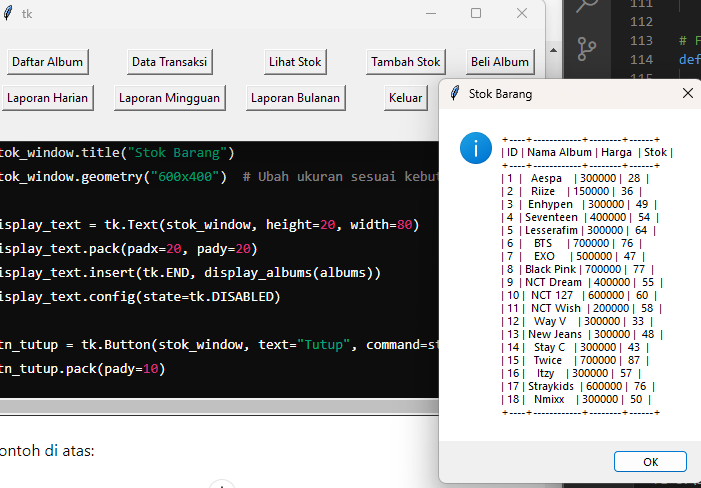 tk
Daftar Album Data Transaksi Lihat Stok Tambah Stok Beli Album
Laporan Harian Laporan Mingguan Laporan Bulanan Keluar
tok_window.title("Stok Barang")
tok_window.geometry("600x400") # Ubah ukuran sesuai kebut
isplay_text = tk.Text(stok_window, height=20, width=80)
isplay_text.pack(padx=20, pady=20)
isplay_text.insert(tk.END, display_albums(albums))
isplay_text.config(state=tk.DISABLED)
tn_tutup = tk.Button(stok_window, text="Tutup", command=st
tn_tutup.pack(pady=10)
ontoh di atas:
111
112
113 # F
114 def
Stok Barang
+----+------------+--------+------+
| ID | Nama Album | Harga | Stok |
+----+------------+--------+------+
| 1 | Aespa | 300000 | 28 |
| 2 | Riize | 150000 | 36 |
| 3 | Enhypen | 300000 | 49 |
| 4 | Seventeen | 400000 | 54 |
| 5 | Lesserafim | 300000 | 64 |
| 6 | BTS | 700000 | 76 |
| 7 | EXO | 500000 | 47 |
| 8 | Black Pink | 700000 | 77 |
| 9 | NCT Dream | 400000 | 55 |
| 10 | NCT 127 | 600000 | 60 |
| 11 | NCT Wish | 200000 | 58 |
| 12 | Way V | 300000 | 33 |
| 13 | New Jeans | 300000 | 48 |
| 14 | Stay C | 300000 | 43 |
| 15 | Twice | 700000 | 87 |
| 16 | Itzy | 300000 | 57 |
| 17 | Straykids | 600000 | 76 |
| 18 | Nmixx | 300000 | 50 |
+----+------------+--------+------+
OK